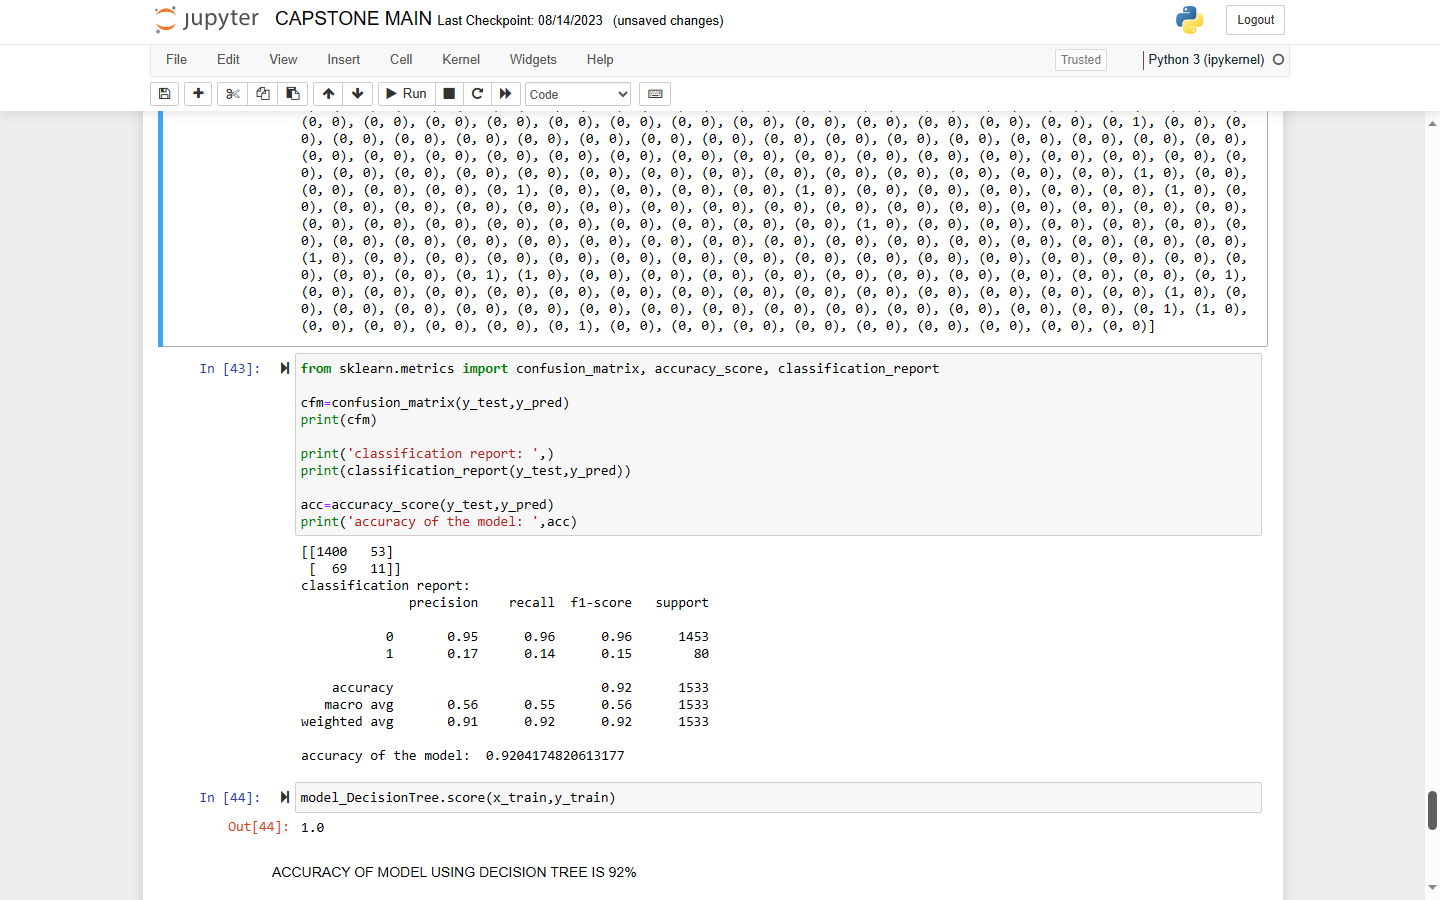 jupyter CAPSTONE MAIN Last Checkpoint: 08/14/2023 (unsaved changes)
Logout
File Edit View Insert Cell Kernel Widgets Help Trusted Python 3 (ipykernel)
Run Code
(0, 0), (0, 0), (0, 0), (0, 0), (0, 0), (0, 0), (0, 0), (0, 0), (0, 0), (0, 0), (0, 0), (0, 0), (0, 0), (0, 1), (0, 0), (0,
0), (0, 0), (0, 0), (0, 0), (0, 0), (0, 0), (0, 0), (0, 0), (0, 0), (0, 0), (0, 0), (0, 0), (0, 0), (0, 0), (0, 0), (0, 0),
(0, 0), (0, 0), (0, 0), (0, 0), (0, 0), (0, 0), (0, 0), (0, 0), (0, 0), (0, 0), (0, 0), (0, 0), (0, 0), (0, 0), (0, 0), (0,
0), (0, 0), (0, 0), (0, 0), (0, 0), (0, 0), (0, 0), (0, 0), (0, 0), (0, 0), (0, 0), (0, 0), (0, 0), (0, 0), (1, 0), (0, 0),
(0, 0), (0, 0), (0, 0), (0, 1), (0, 0), (0, 0), (0, 0), (0, 0), (1, 0), (0, 0), (0, 0), (0, 0), (0, 0), (0, 0), (1, 0), (0,
0), (0, 0), (0, 0), (0, 0), (0, 0), (0, 0), (0, 0), (0, 0), (0, 0), (0, 0), (0, 0), (0, 0), (0, 0), (0, 0), (0, 0), (0, 0),
(0, 0), (0, 0), (0, 0), (0, 0), (0, 0), (0, 0), (0, 0), (0, 0), (0, 0), (1, 0), (0, 0), (0, 0), (0, 0), (0, 0), (0, 0), (0,
0), (0, 0), (0, 0), (0, 0), (0, 0), (0, 0), (0, 0), (0, 0), (0, 0), (0, 0), (0, 0), (0, 0), (0, 0), (0, 0), (0, 0), (0, 0),
(1, 0), (0, 0), (0, 0), (0, 0), (0, 0), (0, 0), (0, 0), (0, 0), (0, 0), (0, 0), (0, 0), (0, 0), (0, 0), (0, 0), (0, 0), (0,
0), (0, 0), (0, 0), (0, 1), (1, 0), (0, 0), (0, 0), (0, 0), (0, 0), (0, 0), (0, 0), (0, 0), (0, 0), (0, 0), (0, 0), (0, 1),
(0, 0), (0, 0), (0, 0), (0, 0), (0, 0), (0, 0), (0, 0), (0, 0), (0, 0), (0, 0), (0, 0), (0, 0), (0, 0), (0, 0), (1, 0), (0,
0), (0, 0), (0, 0), (0, 0), (0, 0), (0, 0), (0, 0), (0, 0), (0, 0), (0, 0), (0, 0), (0, 0), (0, 0), (0, 0), (0, 1), (1, 0),
(0, 0), (0, 0), (0, 0), (0, 0), (0, 1), (0, 0), (0, 0), (0, 0), (0, 0), (0, 0), (0, 0), (0, 0), (0, 0), (0, 0)]
In [43]: from sklearn.metrics import confusion_matrix, accuracy_score, classification_report
cfm=confusion_matrix(y_test,y_pred)
print(cfm)
print('classification report: ',)
print(classification_report(y_test,y_pred))
acc=accuracy_score(y_test,y_pred)
print('accuracy of the model: ',acc)
[[1400 53]
[ 69 11]]
classification report:
precision recall f1-score support
0 0.95 0.96 0.96 1453
1 0.17 0.14 0.15 80
accuracy 0.92 1533
macro avg 0.56 0.55 0.56 1533
weighted avg 0.91 0.92 0.92 1533
accuracy of the model: 0.9204174820613177
In [44]: model_DecisionTree.score(x_train,y_train)
Out[44]: 1.0
ACCURACY OF MODEL USING DECISION TREE IS 92%